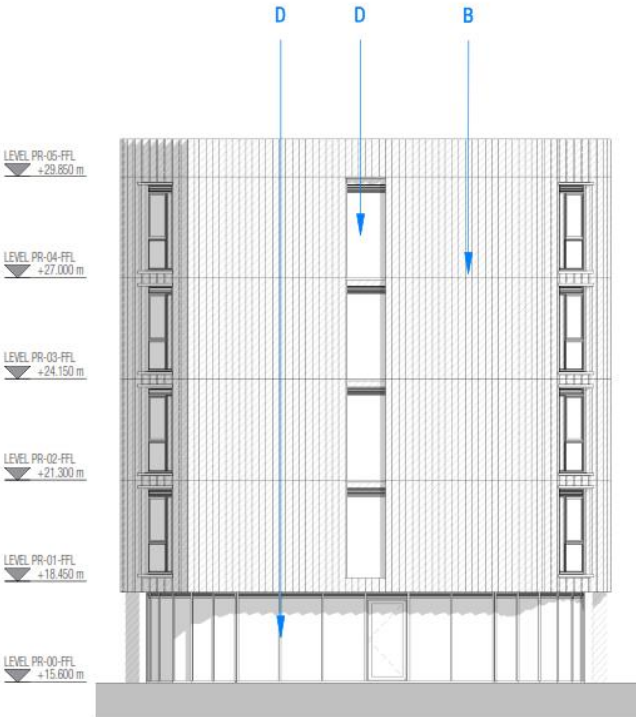 D D B
LEVEL PR-05-FFL
+29.850 m
LEVEL PR-04-FFL
+27.000 m
LEVEL PR-03-FFL
+24.150 m
LEVEL PR-02-FFL
+21.300 m
LEVEL PR-01-FFL
+18.450 m
LEVEL PR-00-FFL
+15.600 m